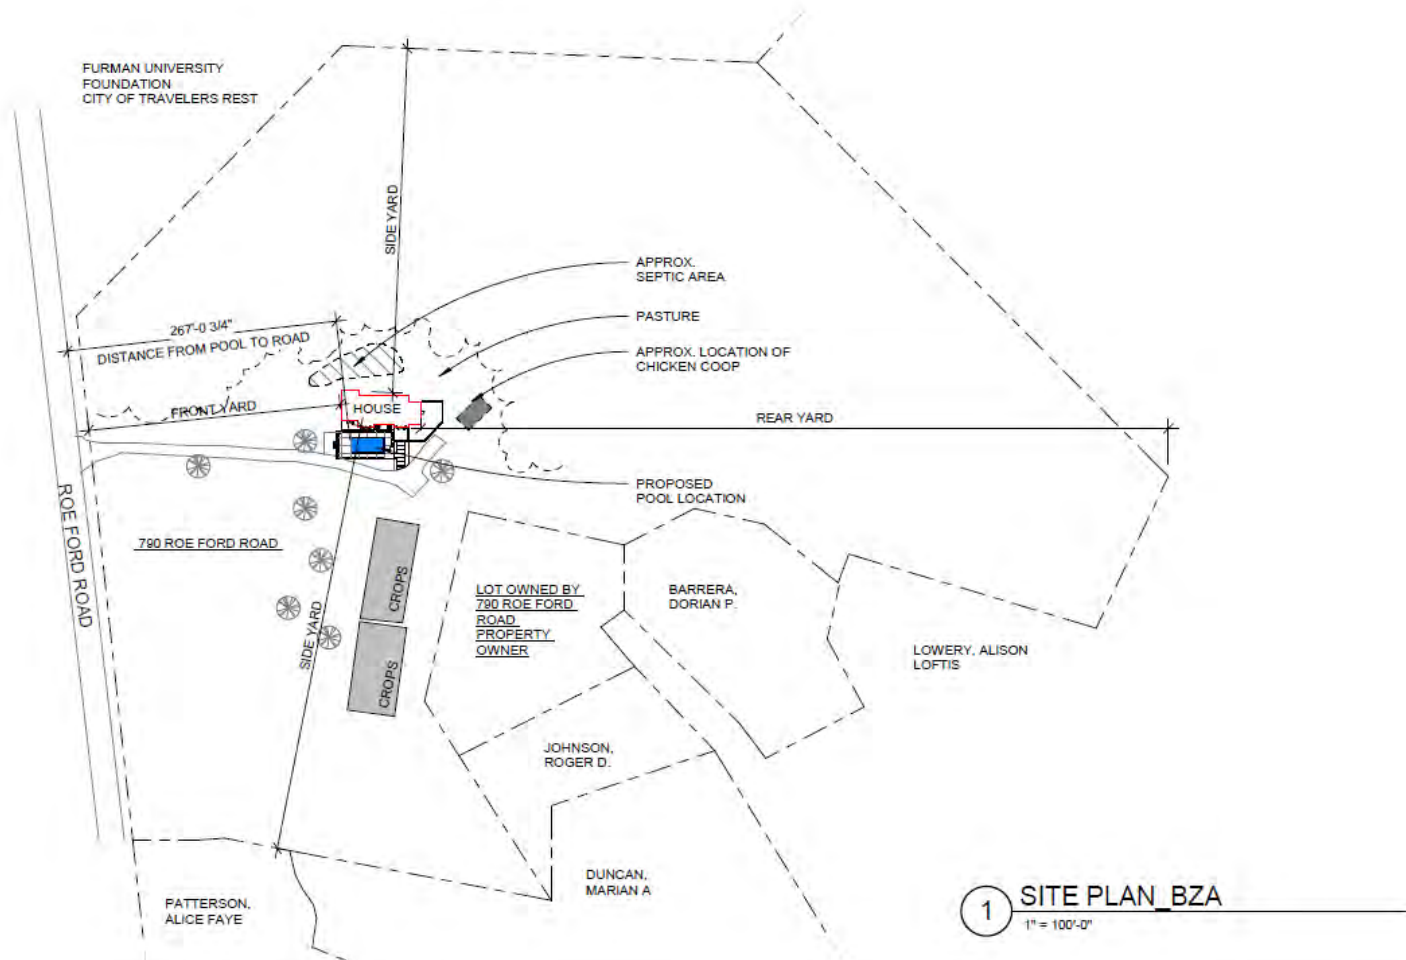 FURMAN UNIVERSITY
FOUNDATION
CITY OF TRAVELERS REST
SIDE YARD
APPROX.
SEPTIC AREA
PASTURE
267'-0 3/4"
DISTANCE FROM POOL TO ROAD
APPROX. LOCATION OF
CHICKEN COOP
FRONT YARD
HOUSE
REAR YARD
PROPOSED
POOL LOCATION
ROE FORD ROAD
790 ROE FORD ROAD
CROPS
LOT OWNED BY
790 ROE FORD
ROAD
PROPERTY
OWNER
BARRERA,
DORIAN P.
SIDE YARD
CROPS
LOWERY, ALISON
LOFTIS
JOHNSON,
ROGER D.
DUNCAN,
MARIAN A
PATTERSON,
ALICE FAYE
1
SITE PLAN_BZA
1" = 100'-0"